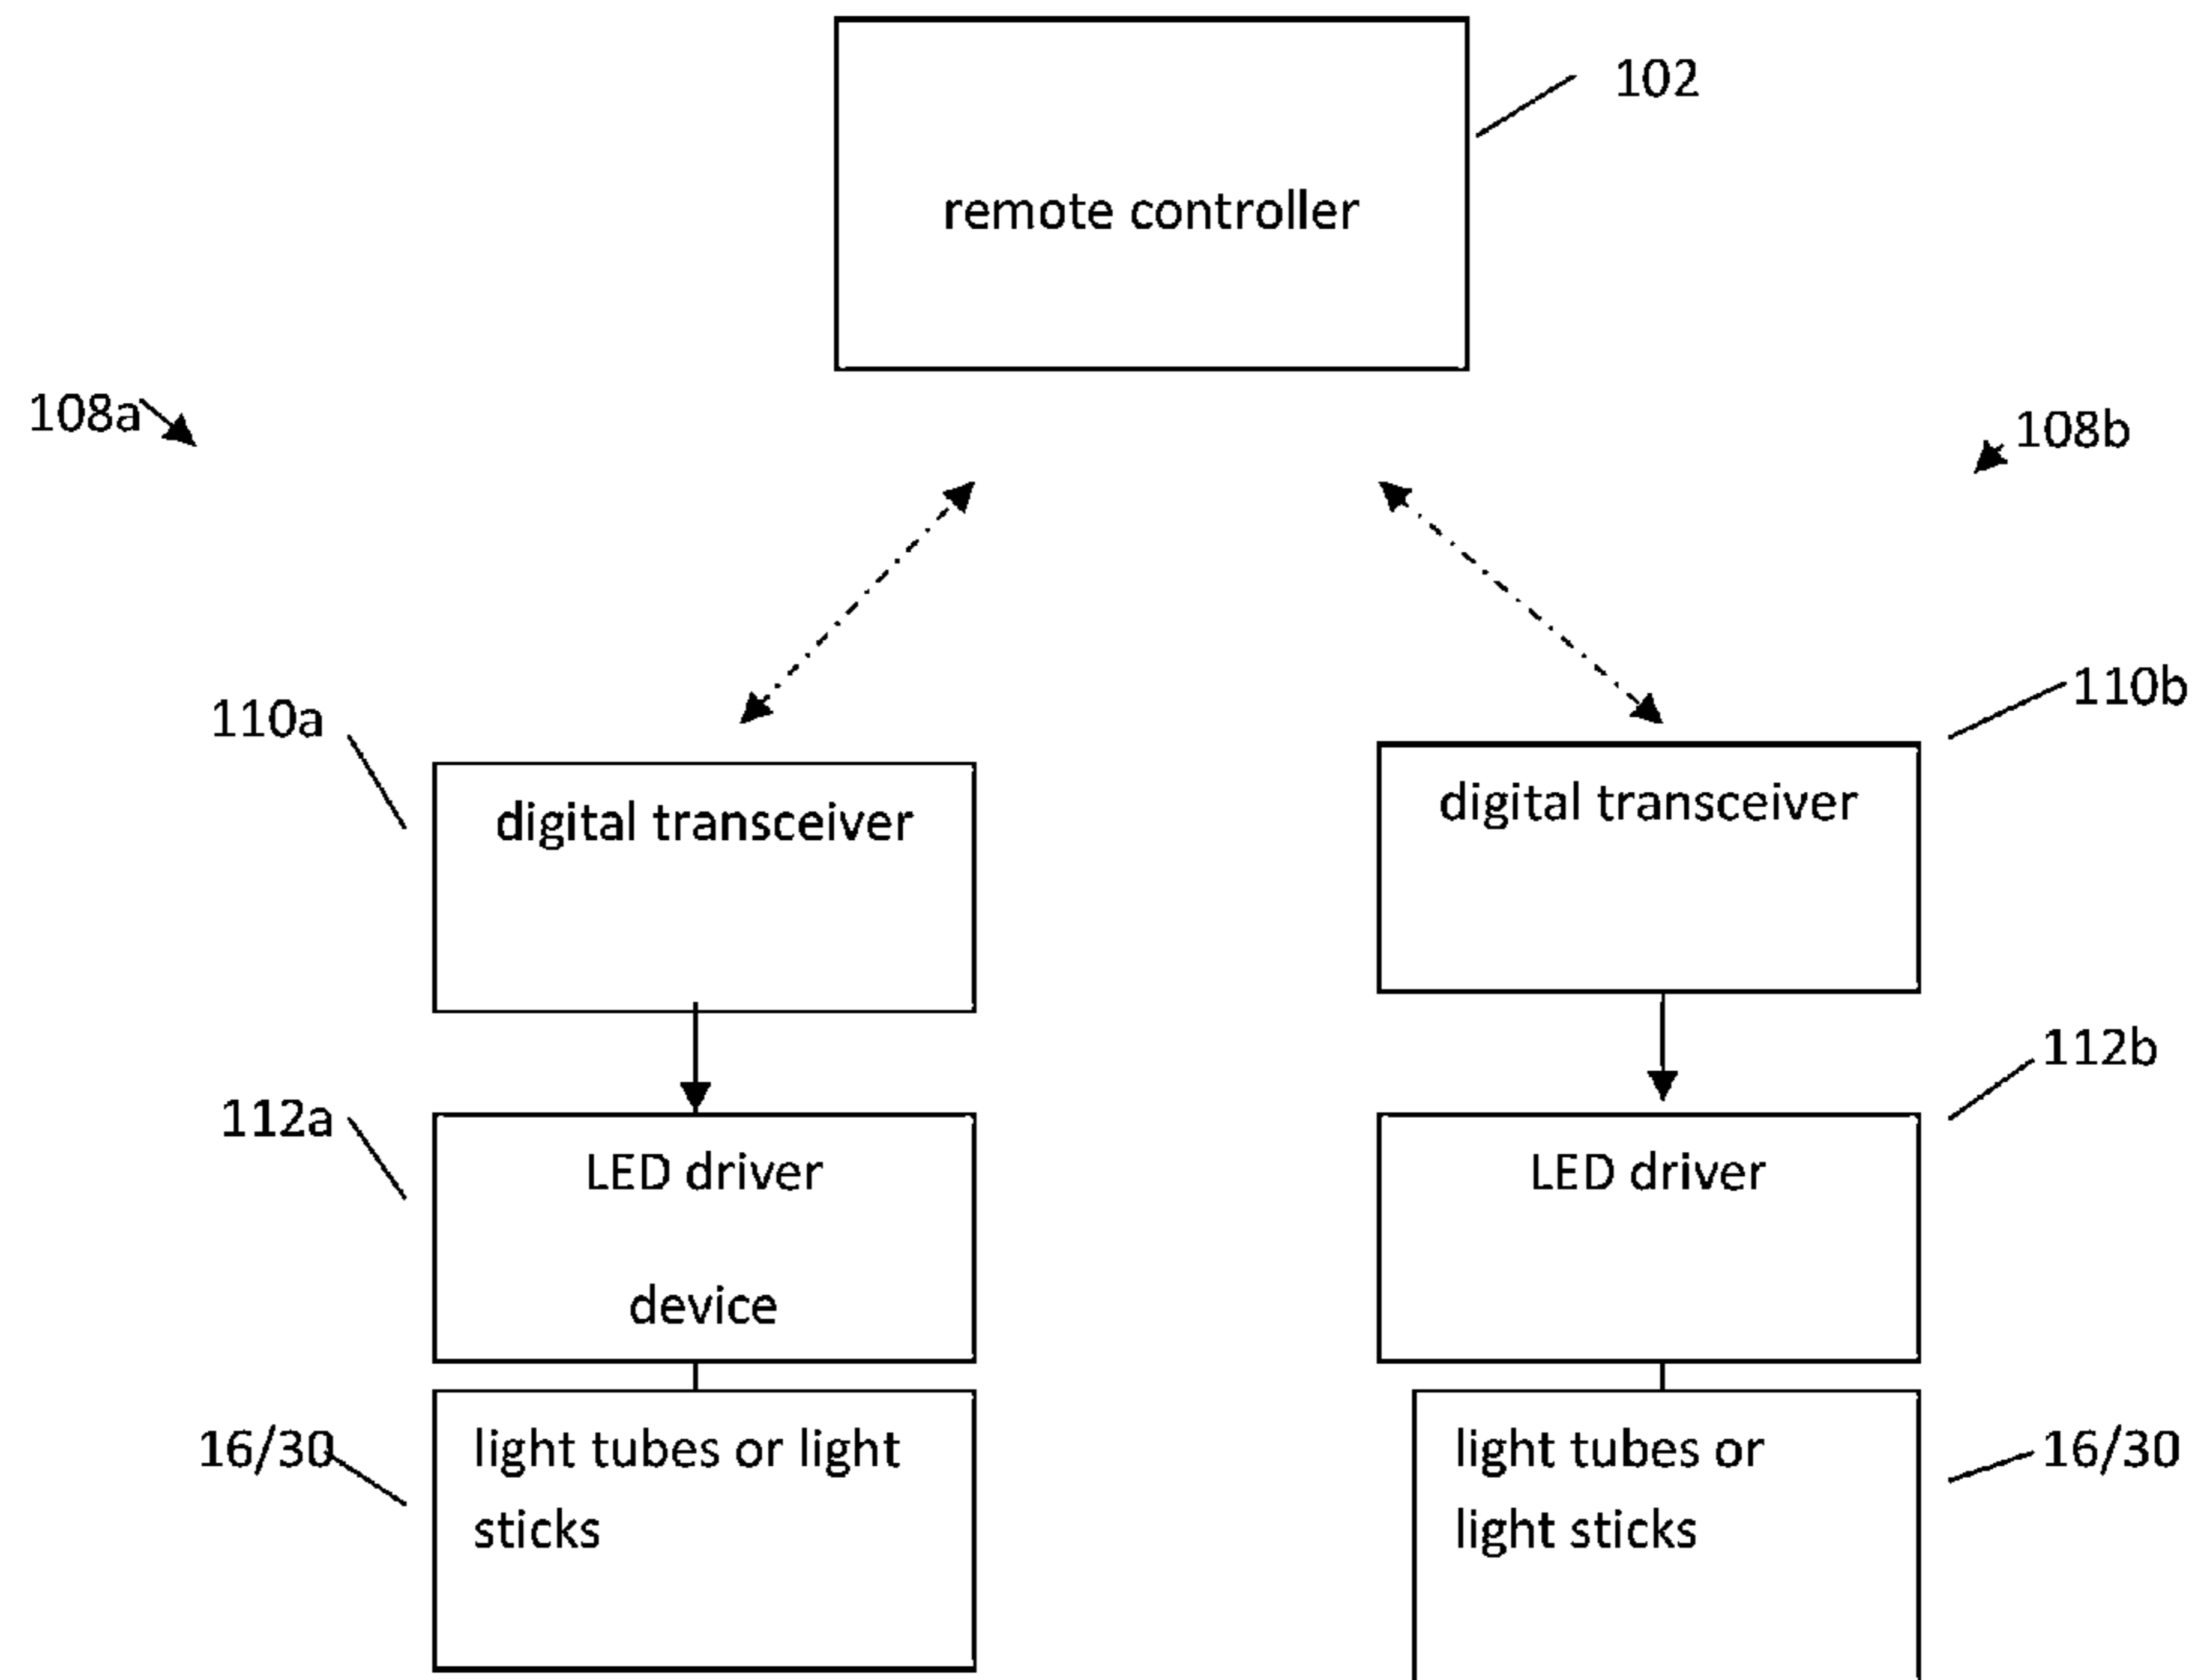 102
remote controller
108a
108b
110a
110b
digital transceiver
digital transceiver
112a
112b
LED driver
device
LED driver
16/30
light tubes or light
sticks
light tubes or
light sticks
16/30